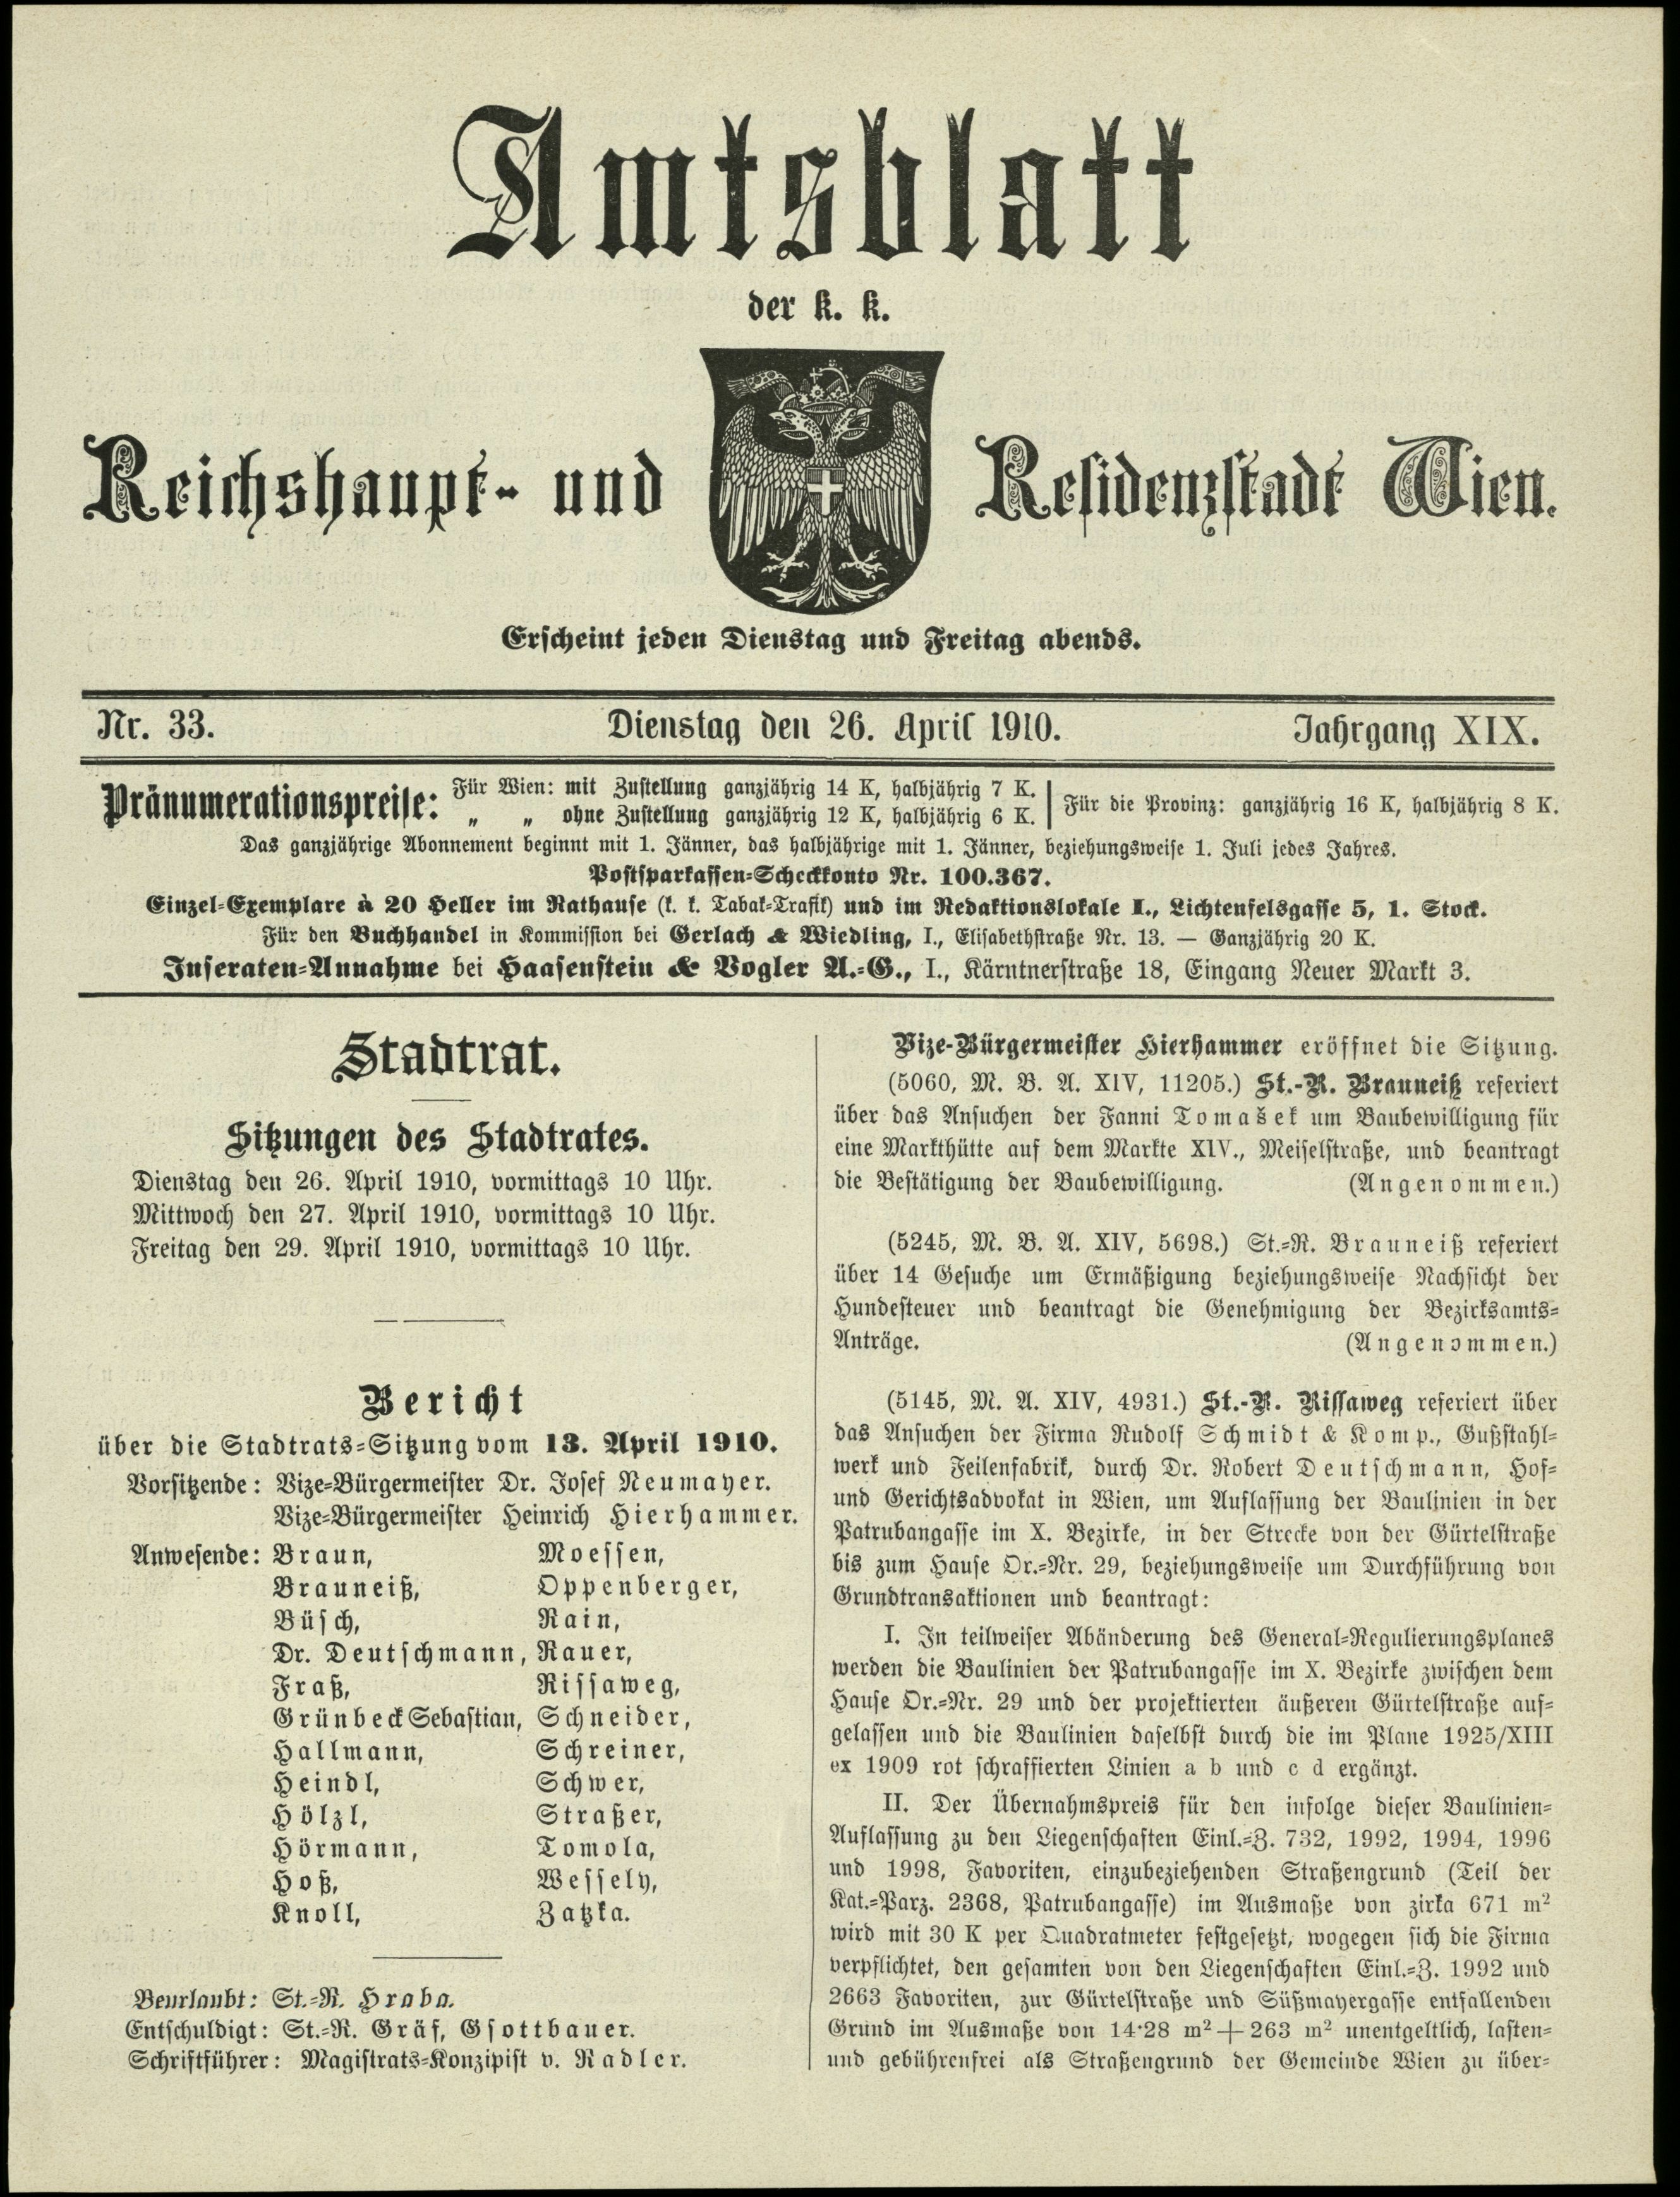 Amtsblatt
der k. k.
Reichshaupt- und Residenzstadt Wien.
Erscheint jeden Dienstag und Freitag abends.
Nr. 33. Dienstag den 26. April 1910. Jahrgang XIX.
Pränumerationspreise: Für Wien: mit Zustellung ganzjährig 14 K, halbjährig 7 K.
„ „ ohne Zustellung ganzjährig 12 K, halbjährig 6 K.
Für die Provinz: ganzjährig 16 K, halbjährig 8 K.
Das ganzjährige Abonnement beginnt mit 1. Jänner, das halbjährige mit 1. Jänner, beziehungsweise 1. Juli jedes Jahres.
Postsparkassen-Scheckkonto Nr. 100.367.
Einzel-Exemplare à 20 Heller im Rathause (k. k. Tabak-Trafik) und im Redaktionslokale I., Lichtenfelsgasse 5, 1. Stock.
Für den Buchhandel in Kommission bei Gerlach & Wiedling, I., Elisabethstraße Nr. 13. — Ganzjährig 20 K.
Inseraten-Annahme bei Haasenstein & Vogler A.-G., I., Kärntnerstraße 18, Eingang Neuer Markt 3.
Stadtrat.
Sitzungen des Stadtrates.
Dienstag den 26. April 1910, vormittags 10 Uhr.
Mittwoch den 27. April 1910, vormittags 10 Uhr.
Freitag den 29. April 1910, vormittags 10 Uhr.
Bericht
über die Stadtrats-Sitzung vom 13. April 1910.
Vorsitzende: Vize-Bürgermeister Dr. Josef Neumayer.
Vize-Bürgermeister Heinrich Hierhammer.
Anwesende: Braun, Moessen,
Brauneiß, Oppenberger,
Büsch, Rain,
Dr. Deutschmann, Rauer,
Fraß, Rissaweg,
Grünbeck Sebastian, Schneider,
Hallmann, Schreiner,
Heindl, Schwer,
Hölzl, Straßer,
Hörmann, Tomola,
Hoß, Wessely,
Knoll, Zatzka.
Beurlaubt: St.-R. Hraba.
Entschuldigt: St.-R. Gräf, Gsottbauer.
Schriftführer: Magistrats-Konzipist v. Radler.
Vize-Bürgermeister Hierhammer eröffnet die Sitzung.
(5060, M. B. A. XIV, 11205.) St.-R. Brauneiß referiert
über das Ansuchen der Fanni Tomašek um Baubewilligung für
eine Markthütte auf dem Markte XIV., Meiselstraße, und beantragt
die Bestätigung der Baubewilligung. (Angenommen.)
(5245, M. B. A. XIV, 5698.) St.-R. Brauneiß referiert
über 14 Gesuche um Ermäßigung beziehungsweise Nachsicht der
Hundesteuer und beantragt die Genehmigung der Bezirksamts-
Anträge. (Angenommen.)
(5145, M. A. XIV, 4931.) St.-R. Rissaweg referiert über
das Ansuchen der Firma Rudolf Schmidt & Komp., Gußstahl-
werk und Feilenfabrik, durch Dr. Robert Deutschmann, Hof-
und Gerichtsadvokat in Wien, um Auflassung der Baulinien in der
Patrubangasse im X. Bezirke, in der Strecke von der Gürtelstraße
bis zum Hause Or.-Nr. 29, beziehungsweise um Durchführung von
Grundtransaktionen und beantragt:
I. In teilweiser Abänderung des General-Regulierungsplanes
werden die Baulinien der Patrubangasse im X. Bezirke zwischen dem
Hause Or.-Nr. 29 und der projektierten äußeren Gürtelstraße auf-
gelassen und die Baulinien daselbst durch die im Plane 1925/XIII
ex 1909 rot schraffierten Linien a b und c d ergänzt.
II. Der Übernahmspreis für den infolge dieser Baulinien-
Auflassung zu den Liegenschaften Einl.-Z. 732, 1992, 1994, 1996
und 1998, Favoriten, einzubeziehenden Straßengrund (Teil der
Kat.-Parz. 2368, Patrubangasse) im Ausmaße von zirka 671 m²
wird mit 30 K per Quadratmeter festgesetzt, wogegen sich die Firma
verpflichtet, den gesamten von den Liegenschaften Einl.-Z. 1992 und
2663 Favoriten, zur Gürtelstraße und Süßmayergasse entfallenden
Grund im Ausmaße von 14·28 m² + 263 m² unentgeltlich, lasten-
und gebührenfrei als Straßengrund der Gemeinde Wien zu über-